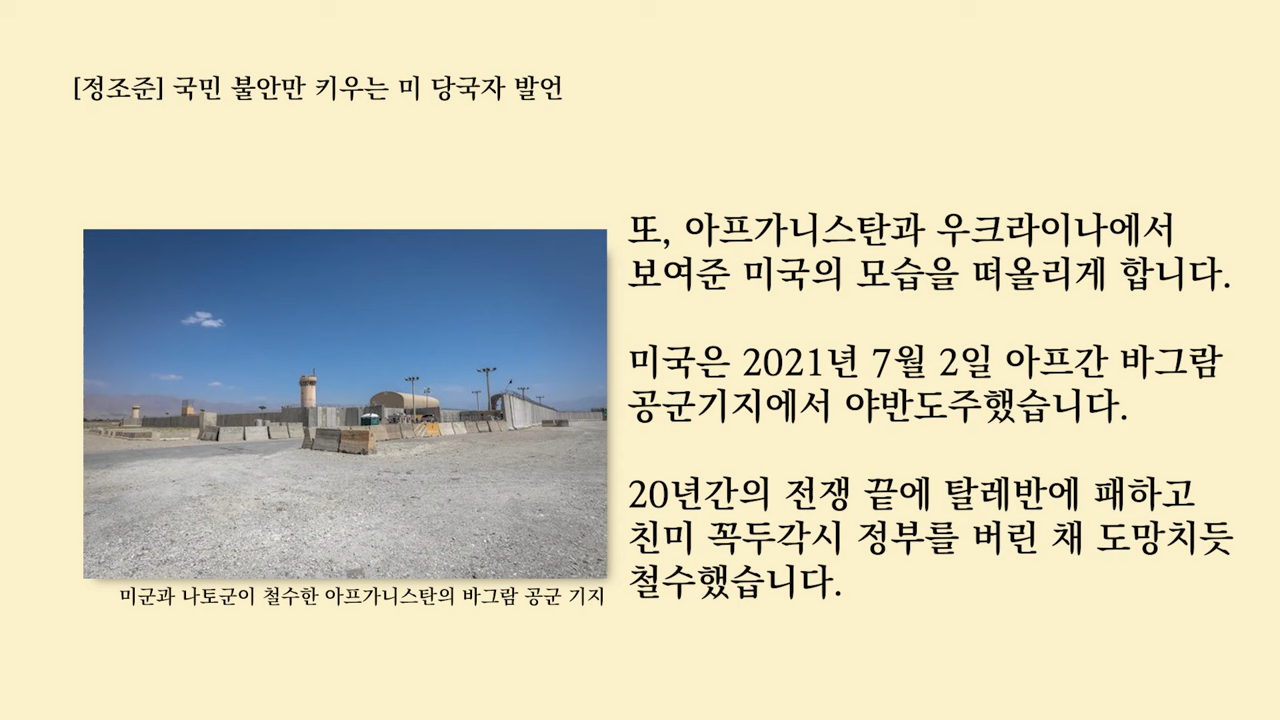 [정조준] 국민 불안만 키우는 미 당국자 발언
또, 아프가니스탄과 우크라이나에서
보여준 미국의 모습을 떠올리게 합니다.
미국은 2021년 7월 2일 아프간 바그람
공군기지에서 야반도주했습니다.
20년간의 전쟁 끝에 탈레반에 패하고
친미 꼭두각시 정부를 버린 채 도망치듯
철수했습니다.
미군과 나토군이 철수한 아프가니스탄의 바그람 공군 기지